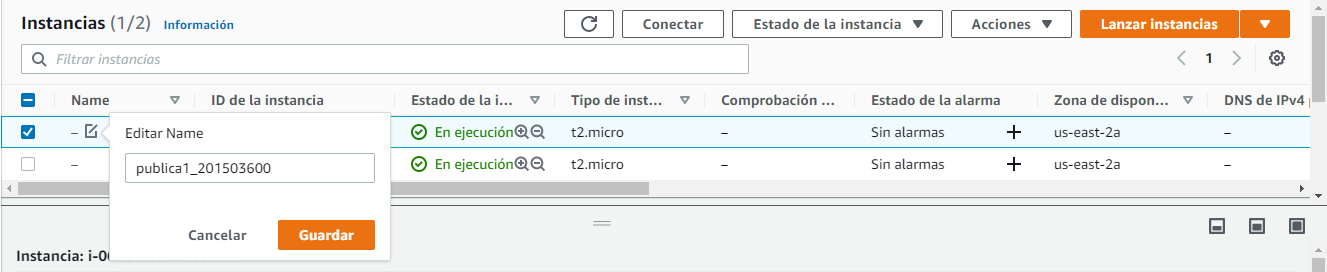 Instancias (1/2) Información Conectar Estado de la instancia Acciones Lanzar instancias
Filtrar instancias 1
Name ID de la instancia Estado de la i... Tipo de inst... Comprobación ... Estado de la alarma Zona de dispon... DNS de IPv4
– Editar Name En ejecución t2.micro – Sin alarmas us-east-2a –
publica1_201503600
– En ejecución t2.micro – Sin alarmas us-east-2a –
Cancelar Guardar
Instancia: i-0